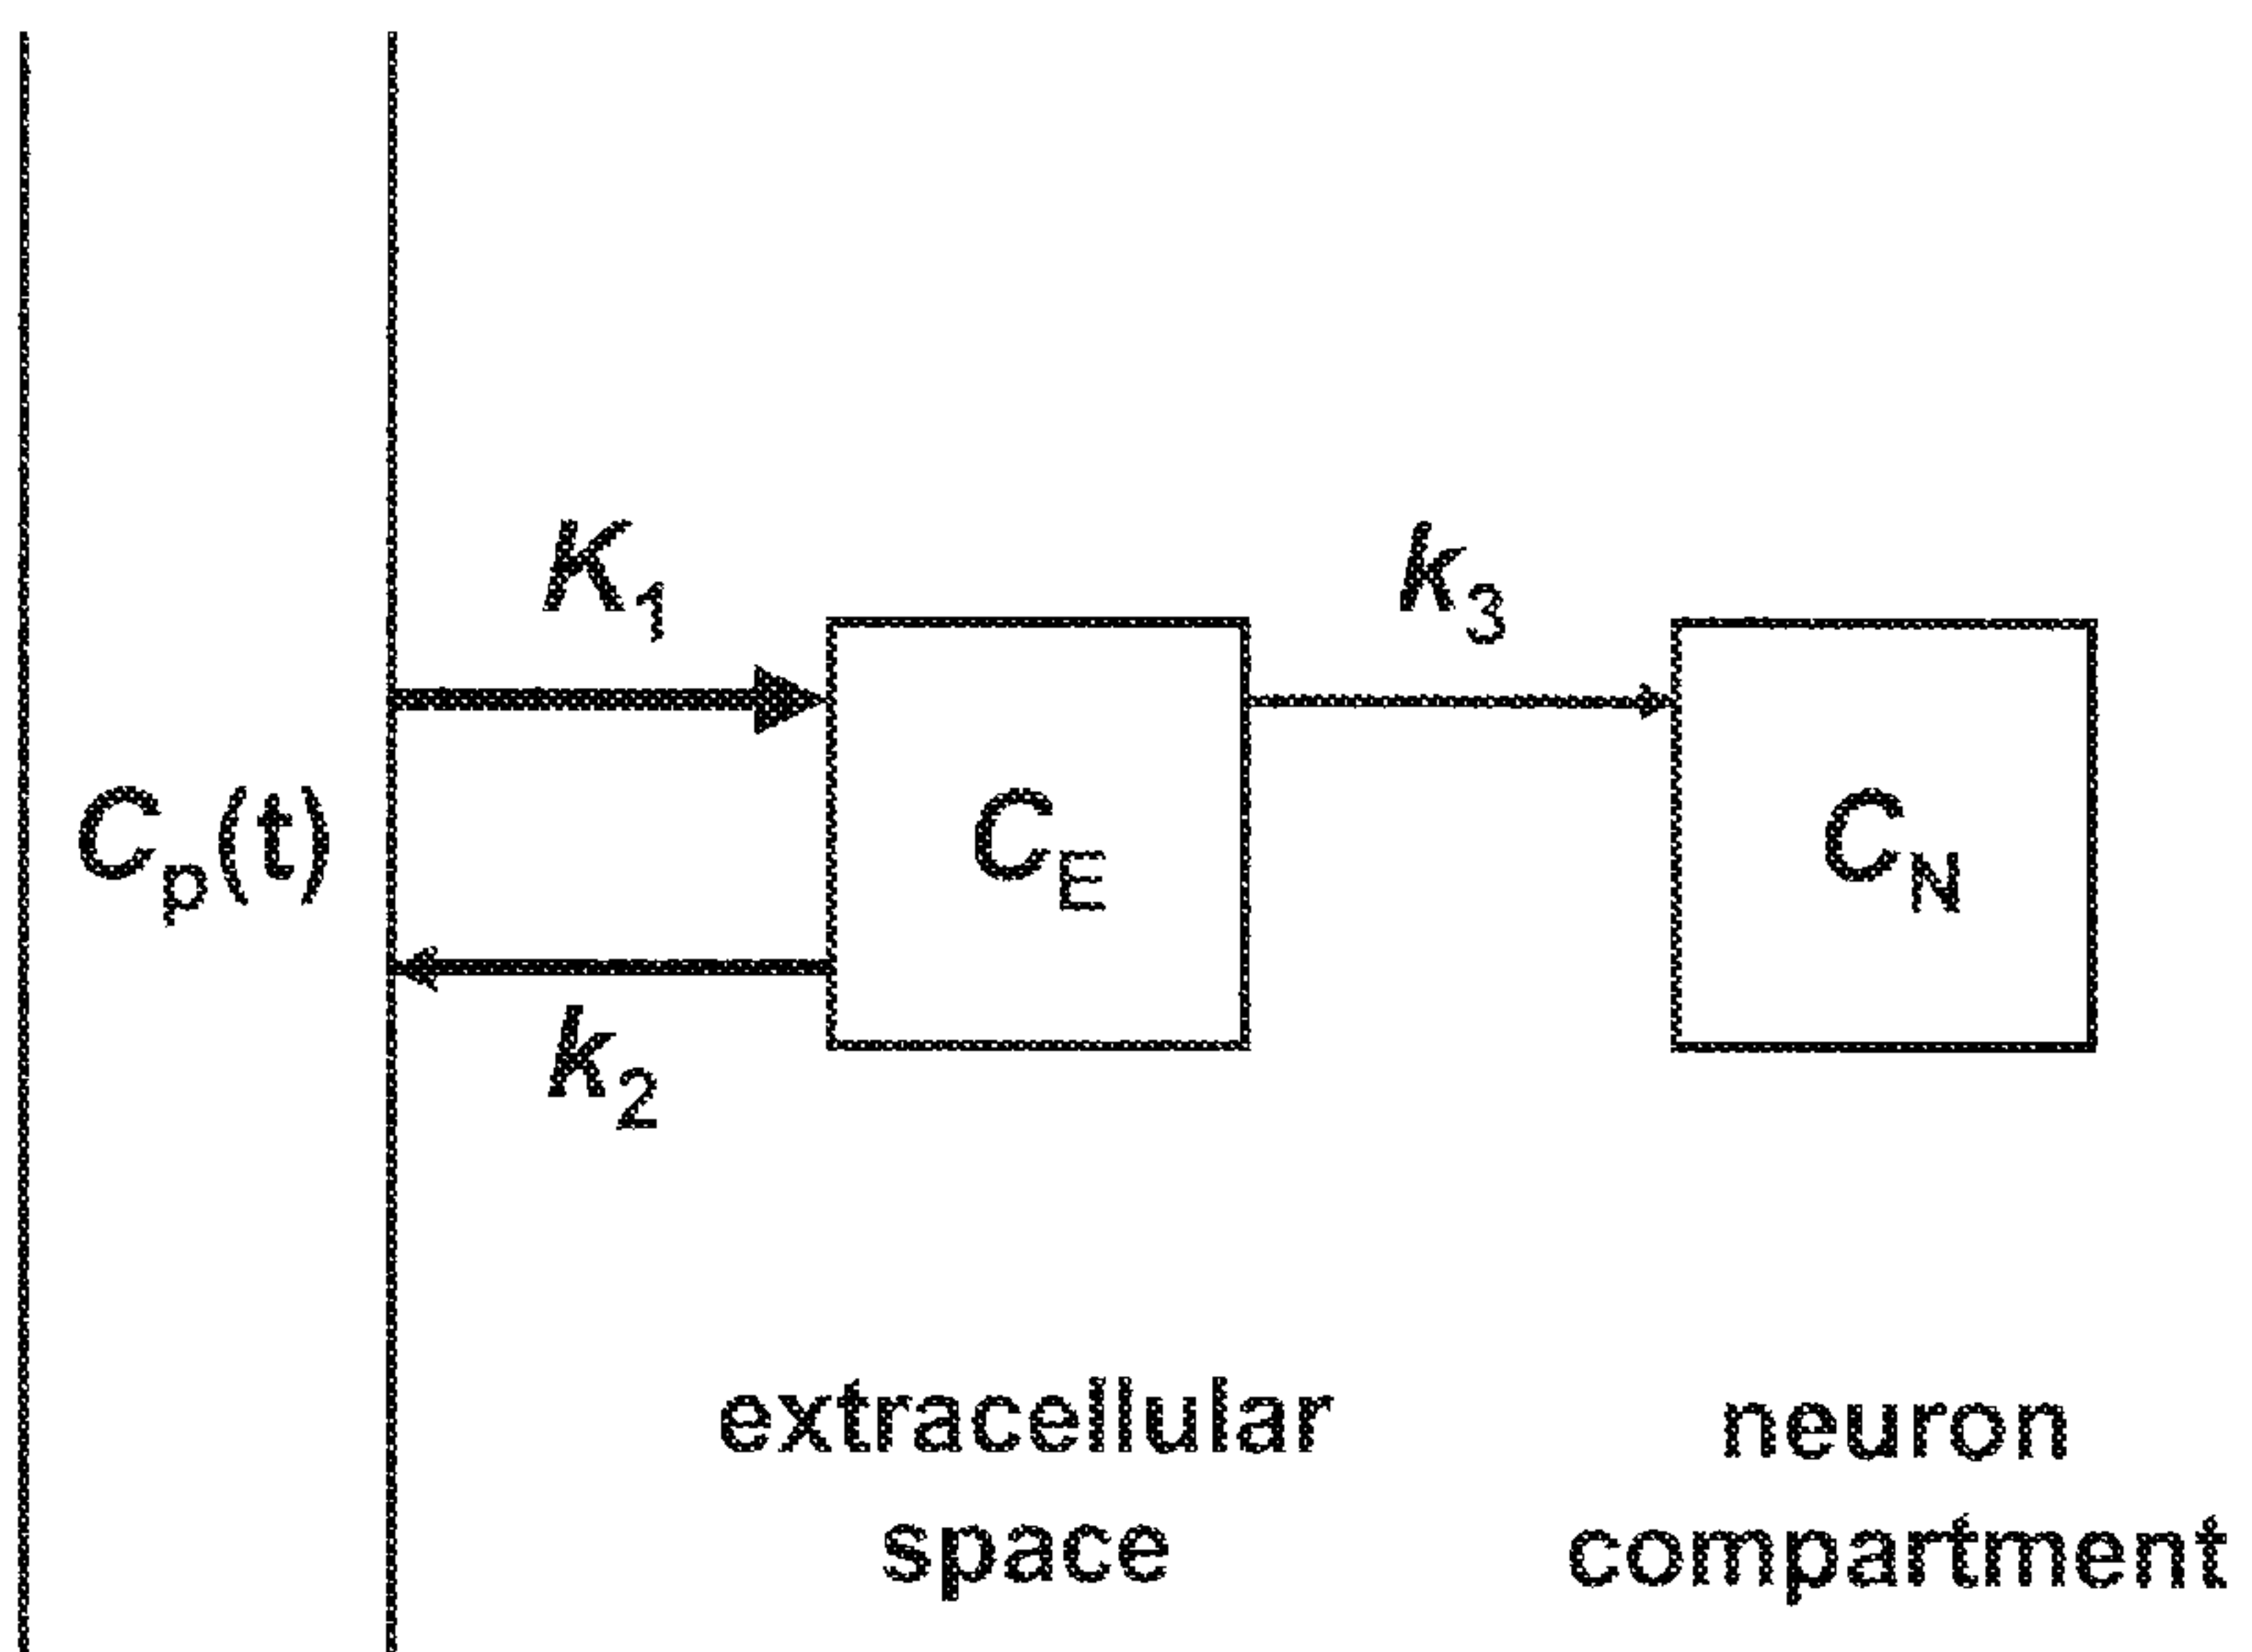 K1
k3
Cp(t)
CE
CN
k2
extracellular
space
neuron
compartment